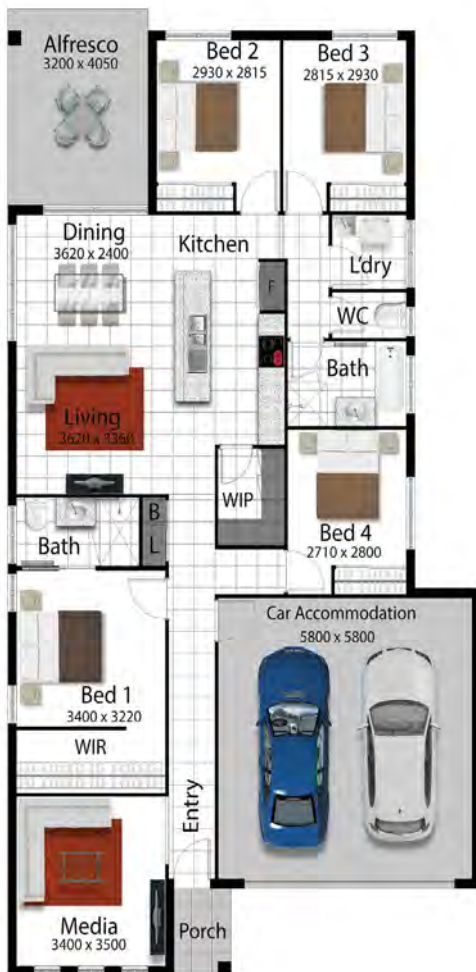 Alfresco
3200 x 4050
Bed 2
2930 x 2815
Bed 3
2815 x 2930
Dining
3620 x 2400
Kitchen
F
L'dry
WC
Bath
Living
3620 x 3360
WIP
B
L
Bath
Bed 4
2710 x 2800
Car Accommodation
5800 x 5800
Bed 1
3400 x 3220
WIR
Entry
Media
3400 x 3500
Porch